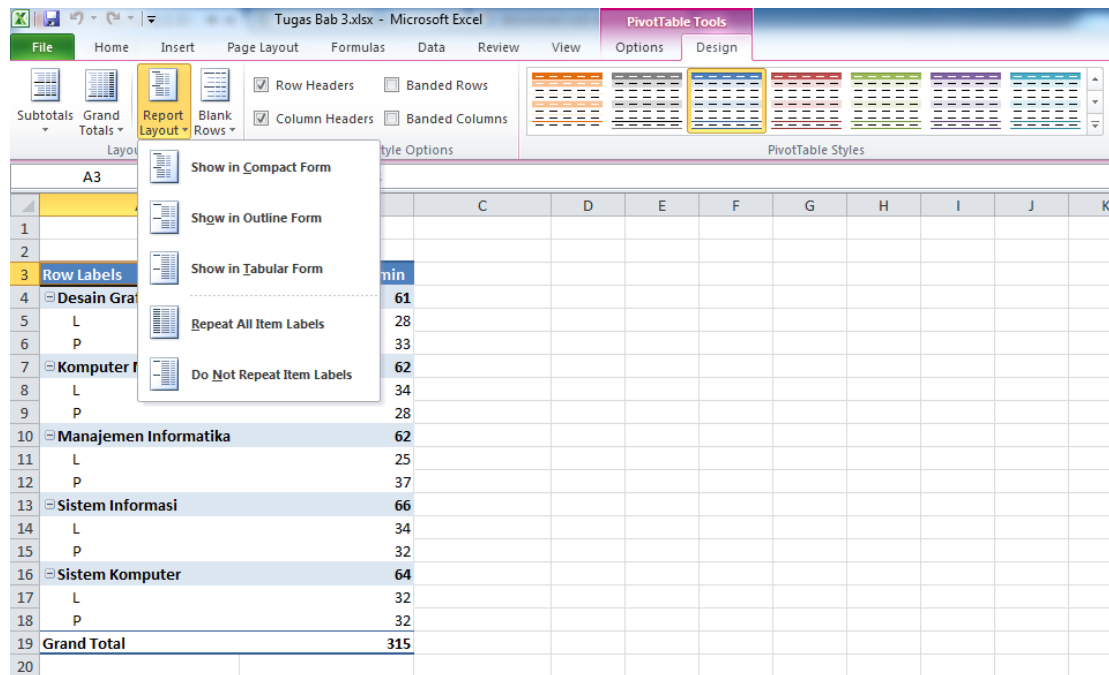 Tugas Bab 3.xlsx - Microsoft Excel
PivotTable Tools
File Home Insert Page Layout Formulas Data Review View Options Design
Subtotals
Grand Totals
Report Layout
Blank Rows
Row Headers
Banded Rows
Column Headers
Banded Columns
Options
PivotTable Styles
A3
Show in Compact Form
Show in Outline Form
Show in Tabular Form
Repeat All Item Labels
Do Not Repeat Item Labels
C D E F G H I J K
1
2
3 Row Labels
4 61
5 L 28
6 P 33
7 Komputer 62
8 L 34
9 P 28
10 Manajemen Informatika 62
11 L 25
12 P 37
13 Sistem Informasi 66
14 L 34
15 P 32
16 Sistem Komputer 64
17 L 32
18 P 32
19 Grand Total 315
20